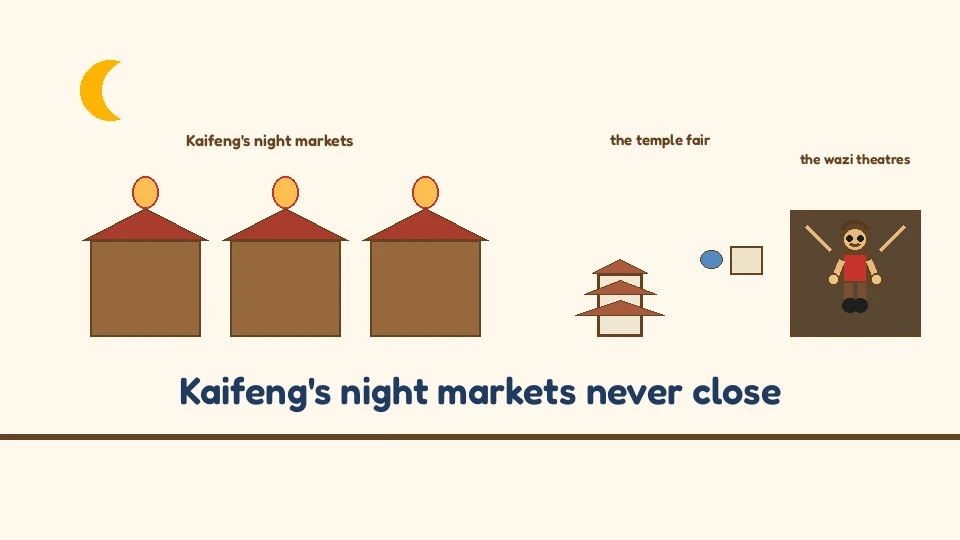 Kaifeng's night markets
the temple fair
the wazi theatres
Kaifeng's night markets never close